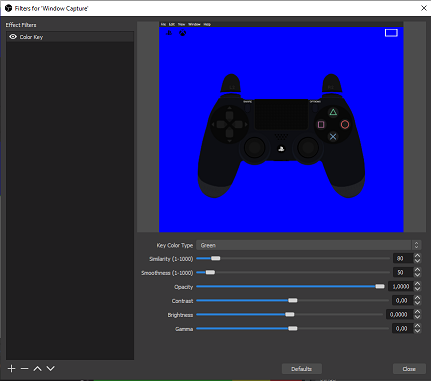 Filters for 'Window Capture'
Effect Filters
Color Key
File Edit View Window Help
SHARE
OPTIONS
Key Color Type
Green
Similarity (1-1000)
80
Smoothness (1-1000)
50
Opacity
1,0000
Contrast
0,00
Brightness
0,0000
Gamma
0,00
Defaults
Close